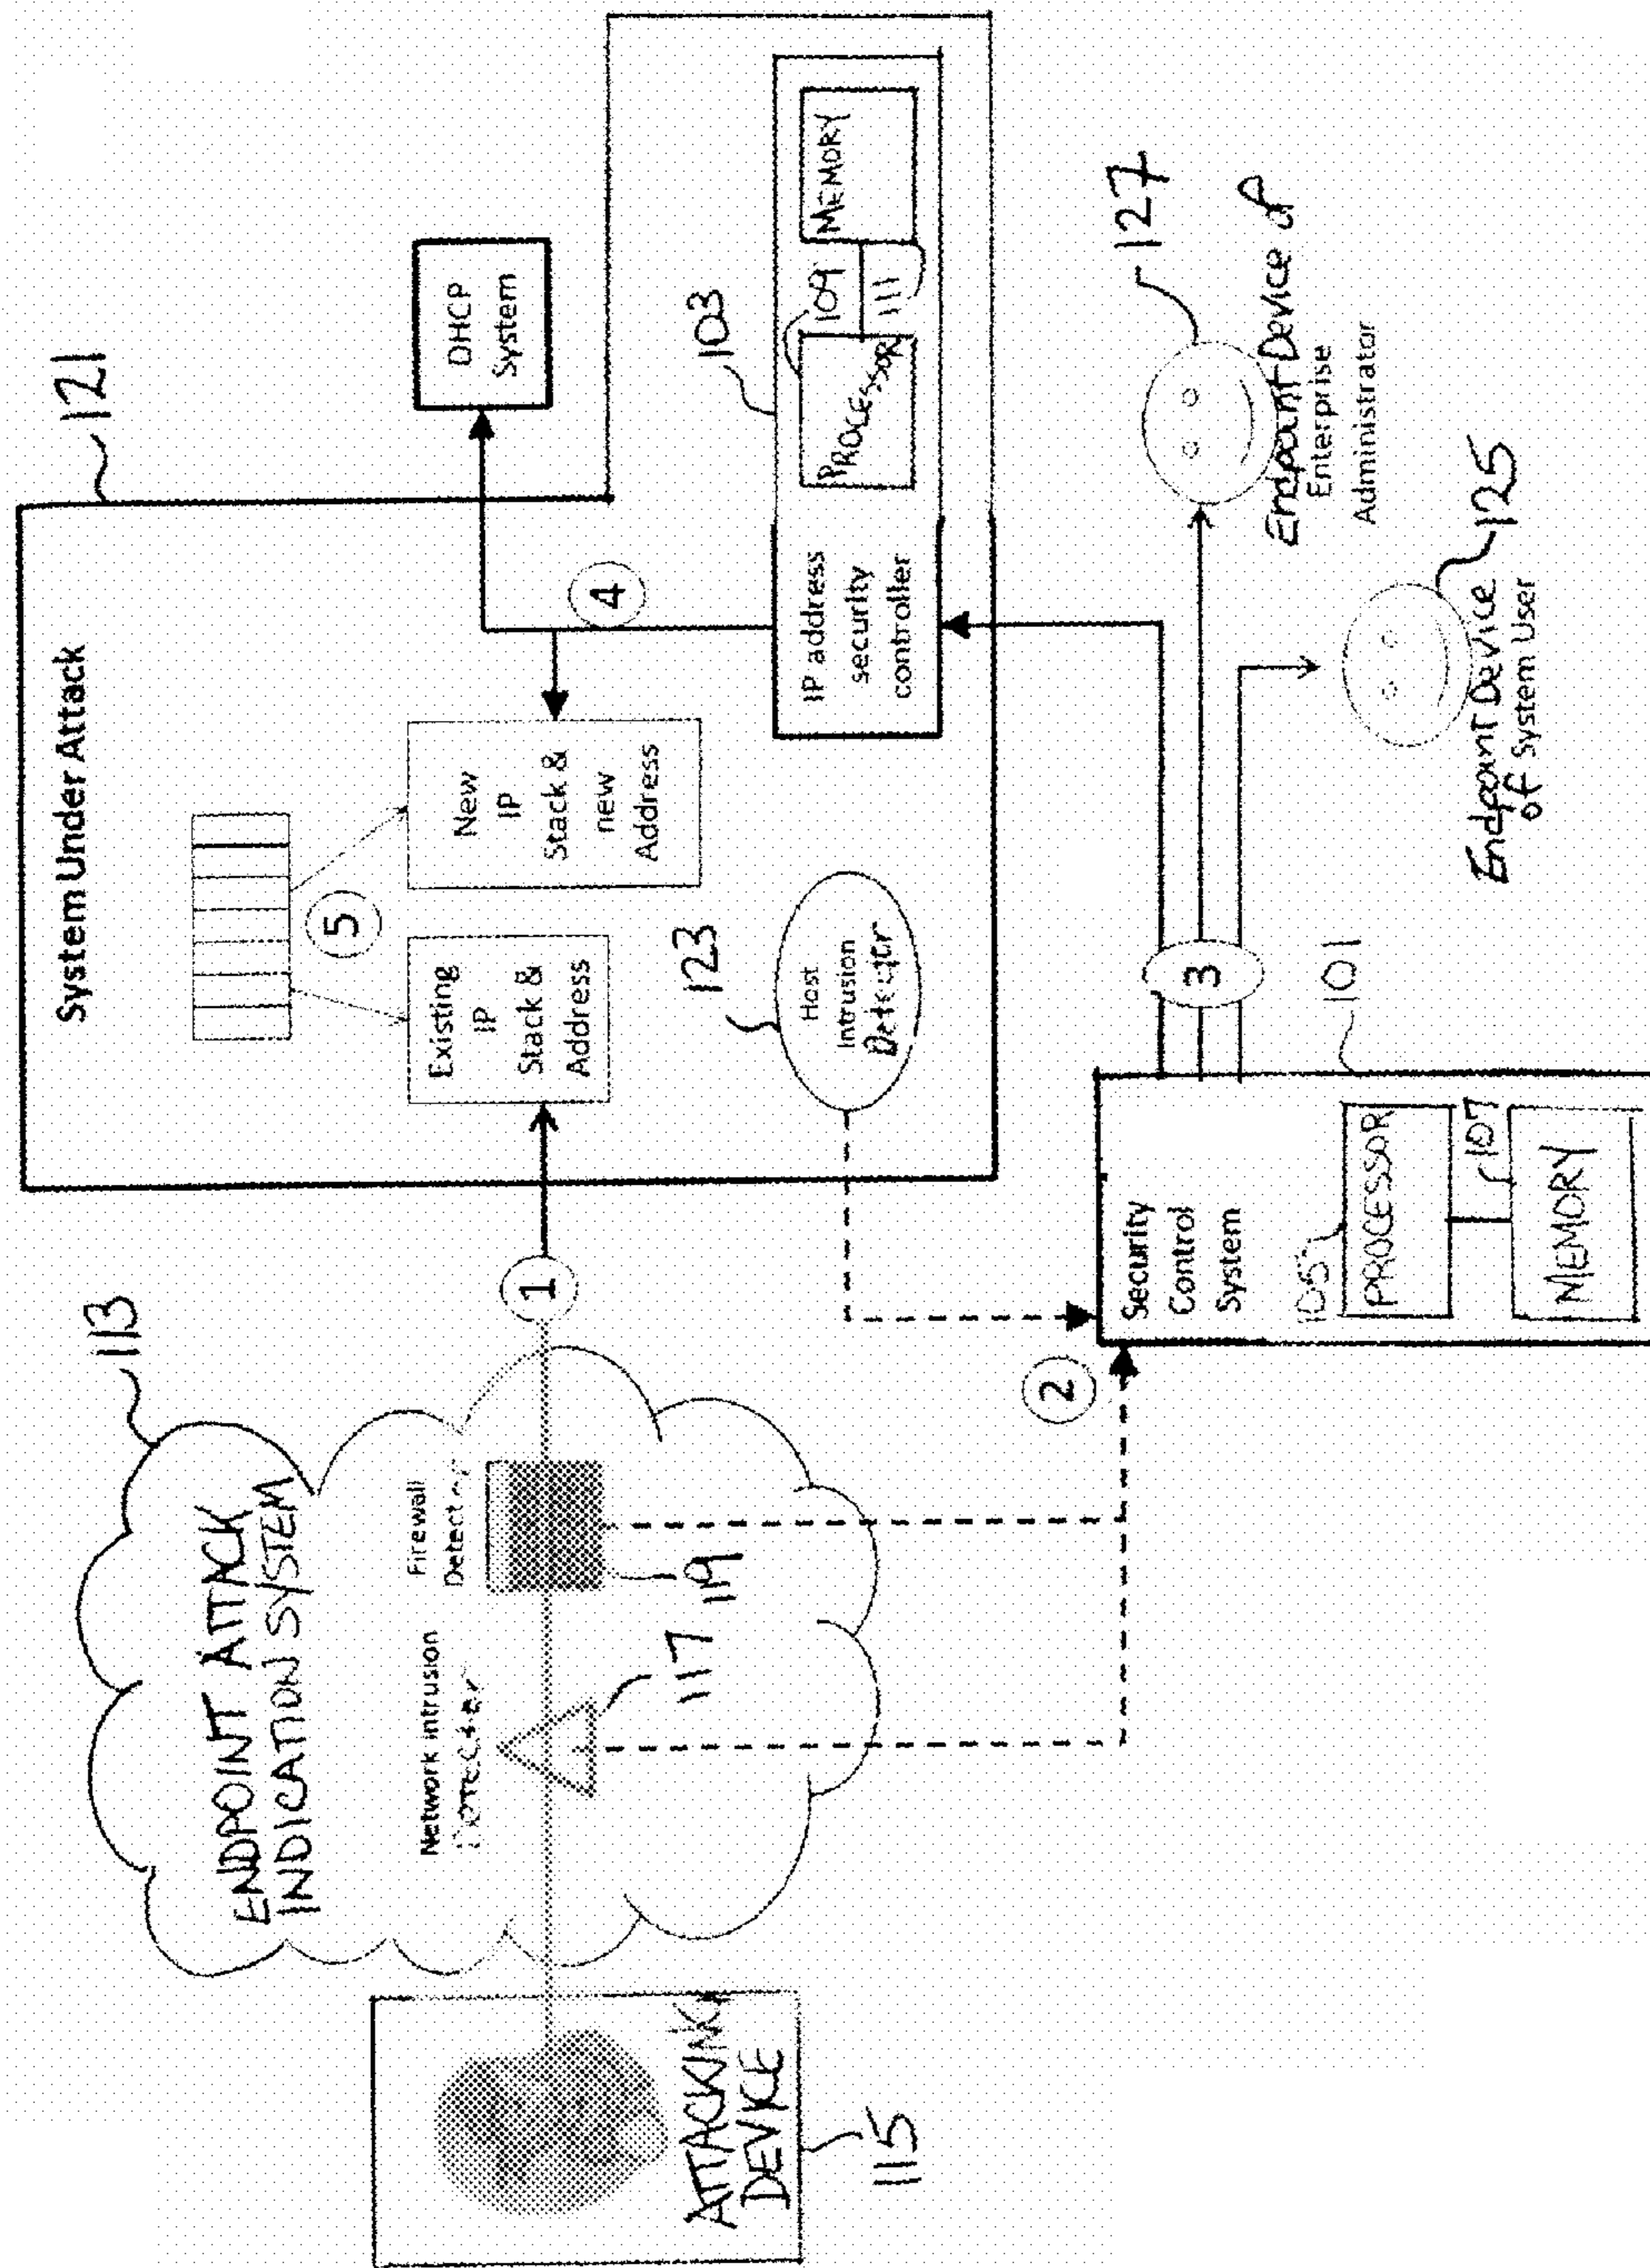 121
System Under Attack
DHCP
System
5
Existing
IP
Stack &
Address
New
IP
Stack &
new
Address
4
103
IP address
security
controller
PROCESSOR
109
111
MEMORY
123
Host
Intrusion
Detector
113
ENDPOINT ATTACK
INDICATION SYSTEM
Network intrusion
Firewall
117
119
1
ATTACKING
DEVICE
115
2
Security
Control
System
105
PROCESSOR
107
MEMORY
101
3
127
Endpoint Device of
Enterprise
Administrator
125
Endpoint Device
of System User